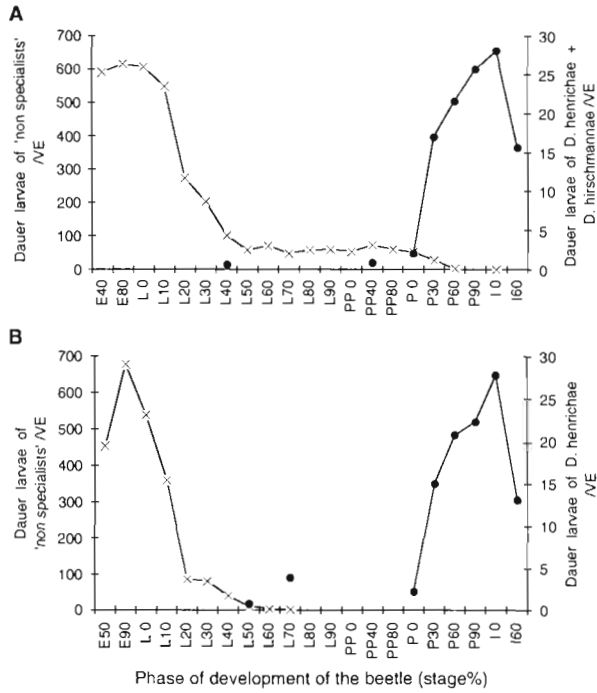 A
700
600
500
400
300
200
100
0
Dauer larvae of 'non specialists'
/VE
30
25
20
15
10
5
0
Dauer larvae of D. henrichae +
D. hirschmannae /VE
E40
E80
L 0
L10
L20
L30
L40
L50
L60
L70
L80
L90
PP 0
PP40
PP80
P 0
P30
P60
P90
I 0
I60
B
700
600
500
400
300
200
100
0
Dauer larvae of
'non specialists' /VE
30
25
20
15
10
5
0
Dauer larvae of D. henrichae
/VE
E50
E90
L 0
L10
L20
L30
L40
L50
L60
L70
L80
L90
PP 0
PP40
PP80
P 0
P30
P60
P90
I 0
I60
Phase of development of the beetle (stage%)